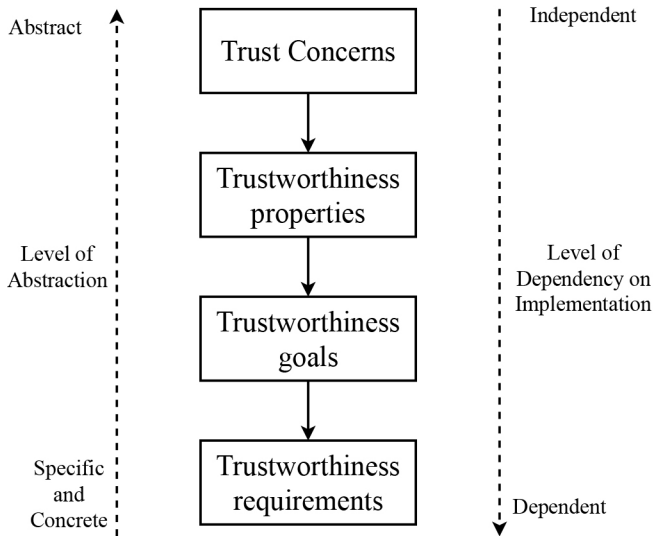 Abstract
Independent
Trust Concerns
Trustworthiness
properties
Level of
Abstraction
Level of
Dependency on
Implementation
Trustworthiness
goals
Specific
and
Concrete
Trustworthiness
requirements
Dependent